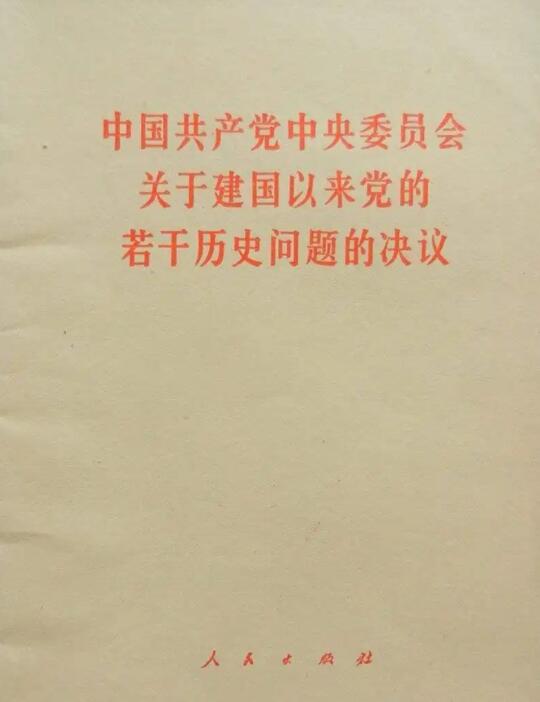 中国共产党中央委员会
关于建国以来党的
若干历史问题的决议
人民出版社